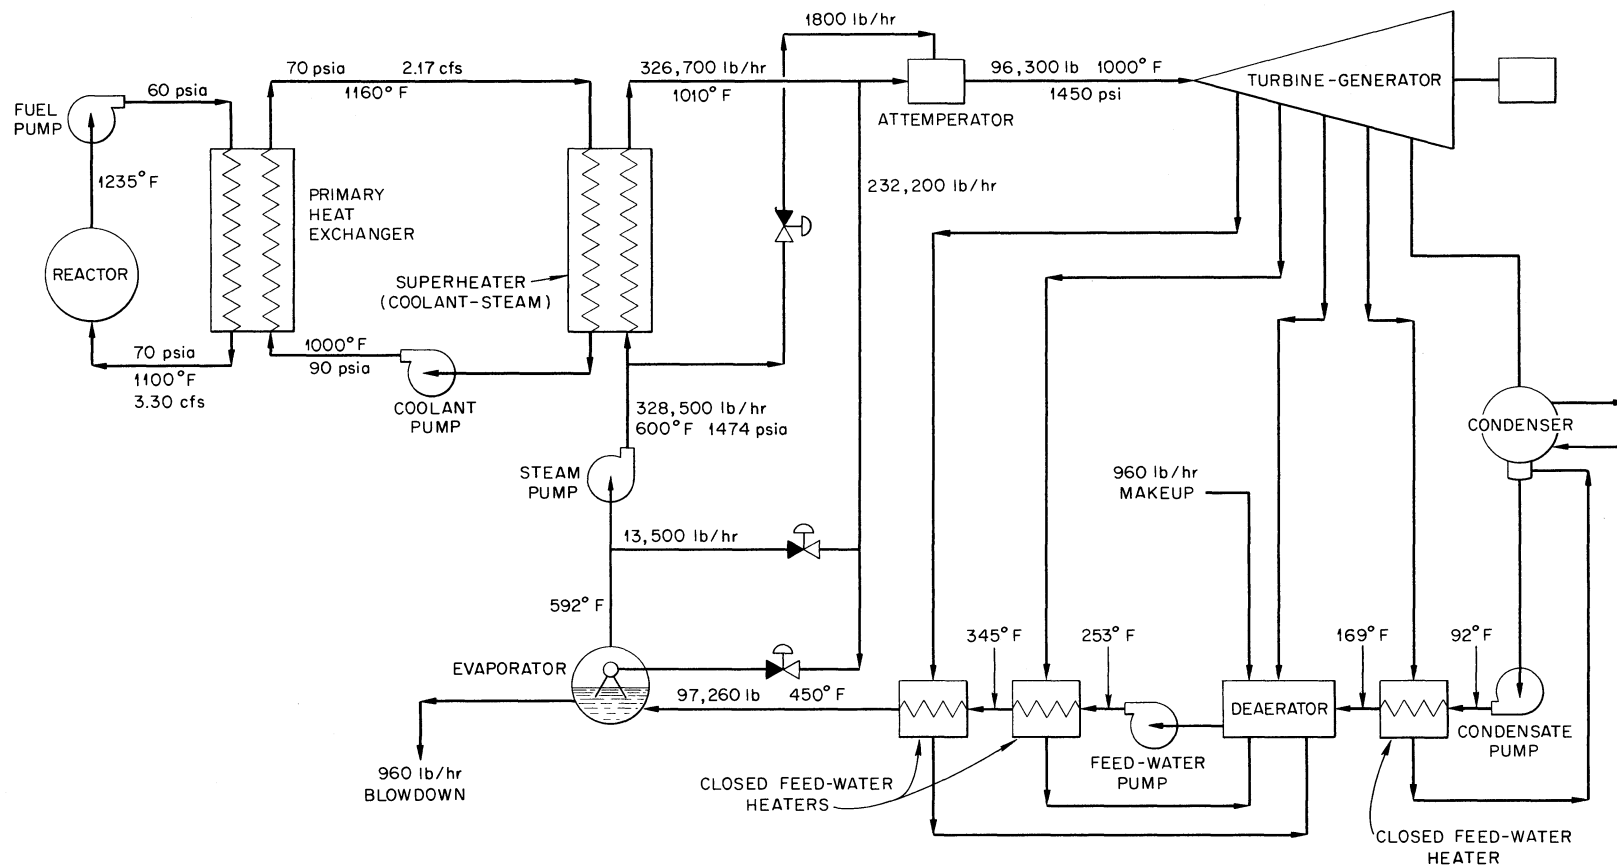 1800 lb/hr
70 psia 2.17 cfs
1160°F
326,700 lb/hr
1010°F
96,300 lb 1000°F
1450 psi
TURBINE-GENERATOR
60 psia
FUEL
PUMP
ATTEMPERATOR
1235°F
PRIMARY
HEAT
EXCHANGER
232,200 lb/hr
REACTOR
SUPERHEATER
(COOLANT-STEAM)
70 psia
1100°F
3.30 cfs
1000°F
90 psia
COOLANT
PUMP
328,500 lb/hr
600°F 1474 psia
CONDENSER
STEAM
PUMP
960 lb/hr
MAKEUP
13,500 lb/hr
592°F
345°F
253°F
169°F
92°F
EVAPORATOR
97,260 lb 450°F
DEAERATOR
CONDENSATE
PUMP
FEED-WATER
PUMP
960 lb/hr
BLOWDOWN
CLOSED FEED-WATER
HEATERS
CLOSED FEED-WATER
HEATER